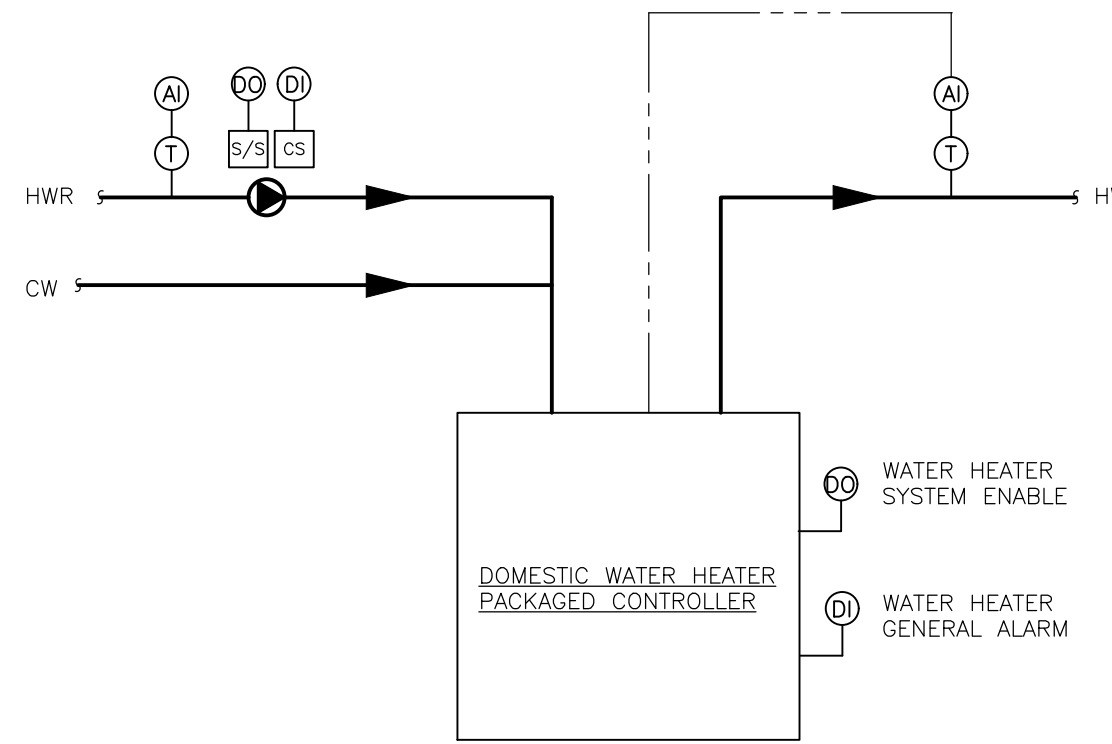 AI
DO
DI
AI
T
S/S
CS
T
HWR
CW
DO
WATER HEATER
SYSTEM ENABLE
DOMESTIC WATER HEATER
PACKAGED CONTROLLER
DI
WATER HEATER
GENERAL ALARM